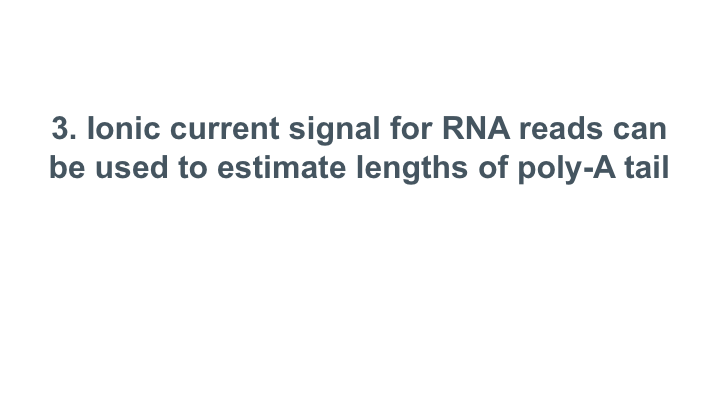 3. Ionic current signal for RNA reads can
be used to estimate lengths of poly-A tail